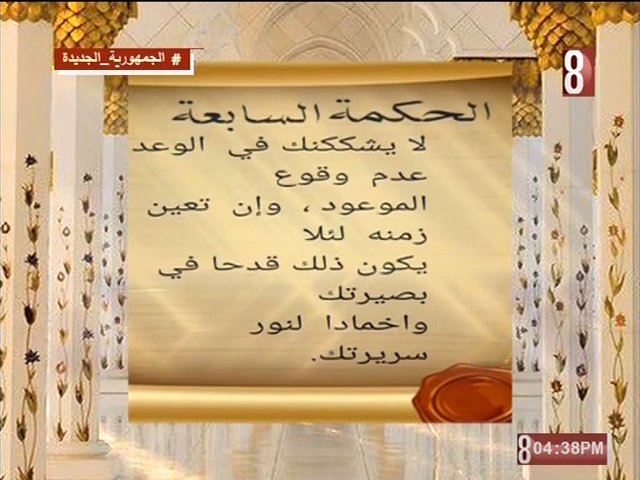 # الجمهورية_الجديدة
8
الحكمة السابعة
لا يشككنك في الوعد
عدم وقوع
الموعود، وإن تعين
زمنه لئلا
يكون ذلك قدحا في
بصيرتك
واخمادا لنور
سريرتك.
8 04:38PM